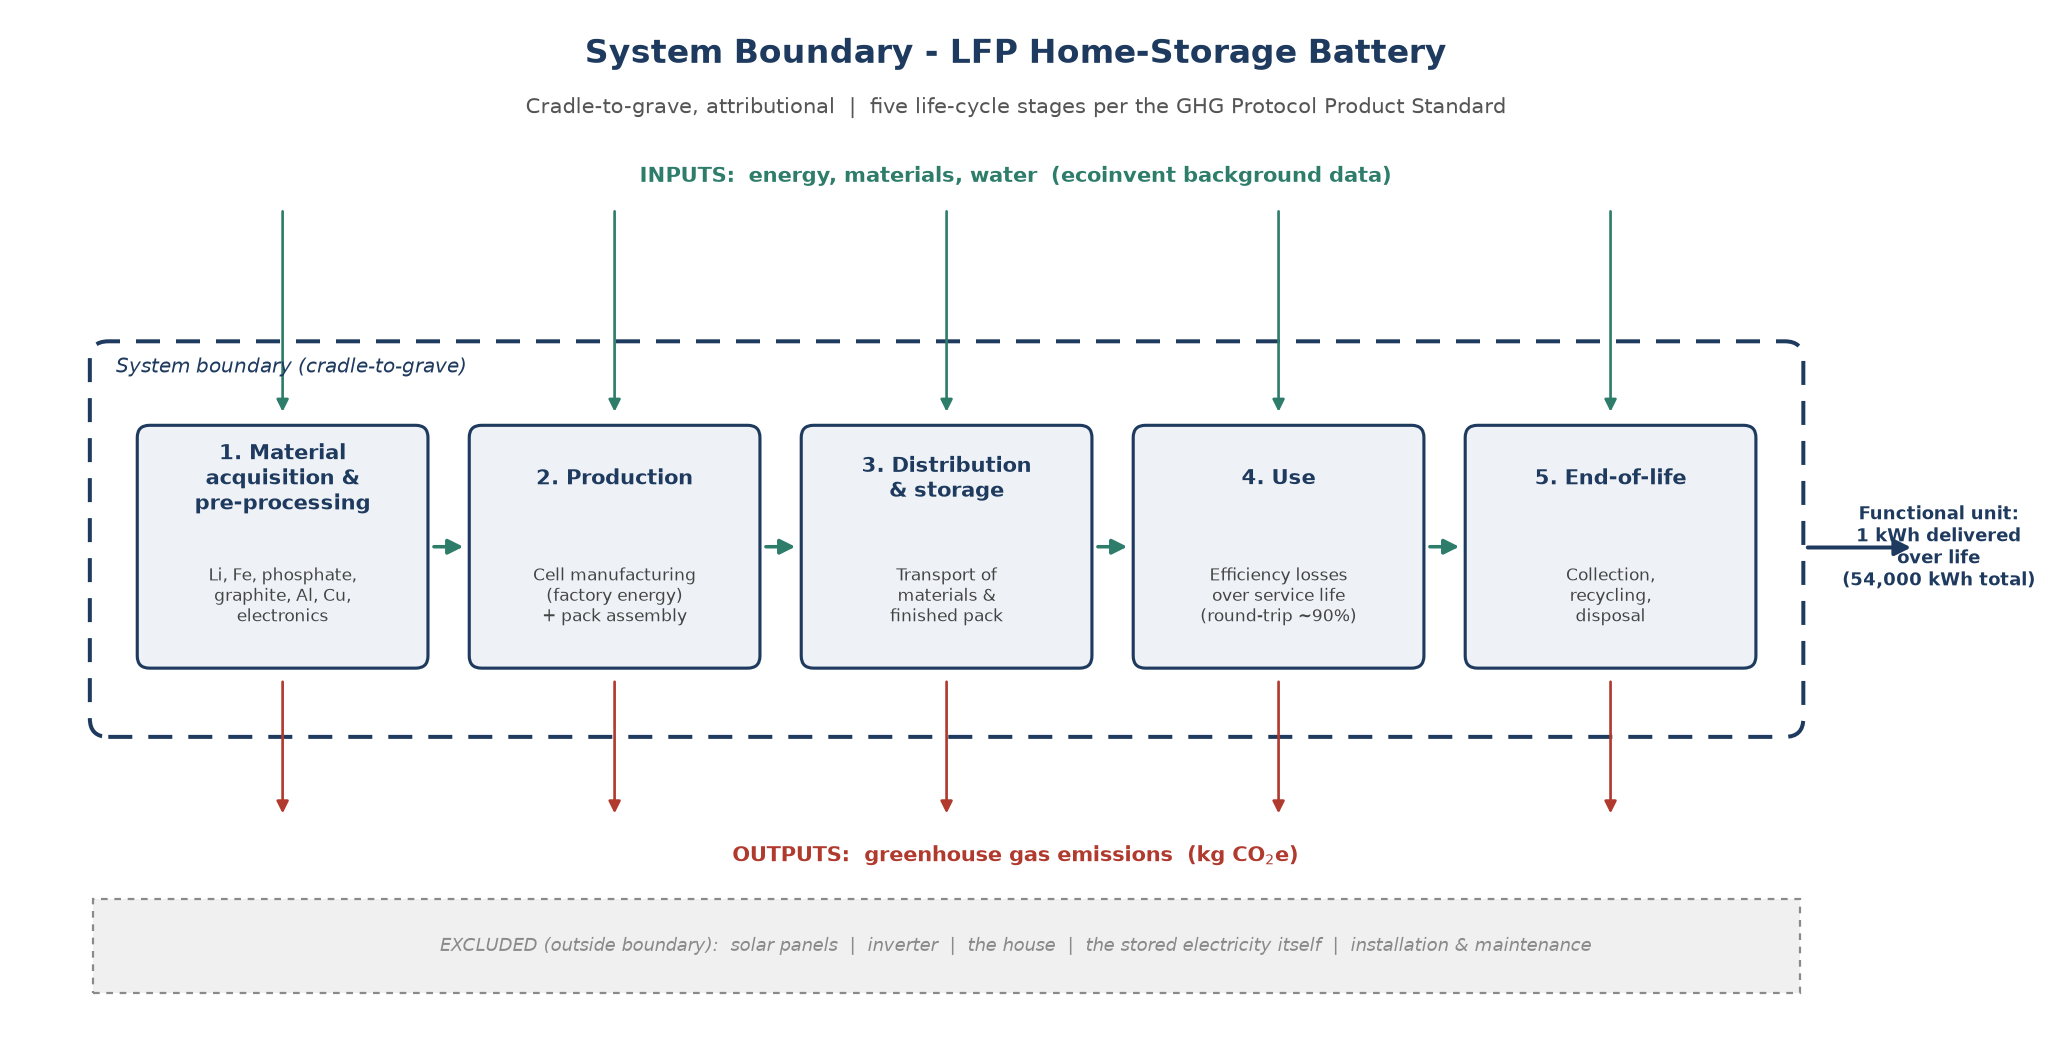 System Boundary - LFP Home-Storage Battery
Cradle-to-grave, attributional | five life-cycle stages per the GHG Protocol Product Standard
INPUTS: energy, materials, water (ecoinvent background data)
System boundary (cradle-to-grave)
1. Material
acquisition &
pre-processing
Li, Fe, phosphate,
graphite, Al, Cu,
electronics
2. Production
Cell manufacturing
(factory energy)
+ pack assembly
3. Distribution
& storage
Transport of
materials &
finished pack
4. Use
Efficiency losses
over service life
(round-trip ~90%)
5. End-of-life
Collection,
recycling,
disposal
Functional unit:
1 kWh delivered
over life
(54,000 kWh total)
OUTPUTS: greenhouse gas emissions (kg CO₂e)
EXCLUDED (outside boundary): solar panels | inverter | the house | the stored electricity itself | installation & maintenance